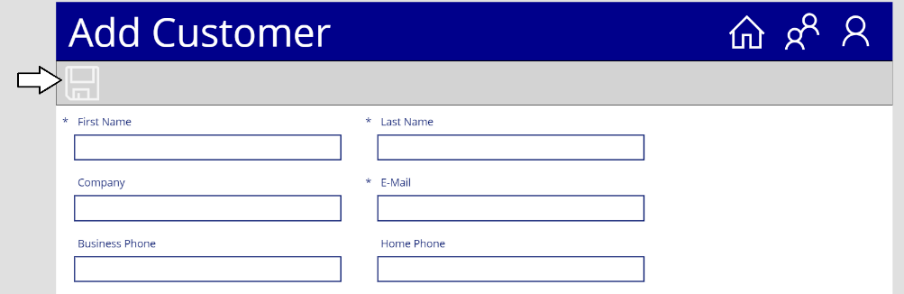 Add Customer
* First Name * Last Name
Company * E-Mail
Business Phone Home Phone